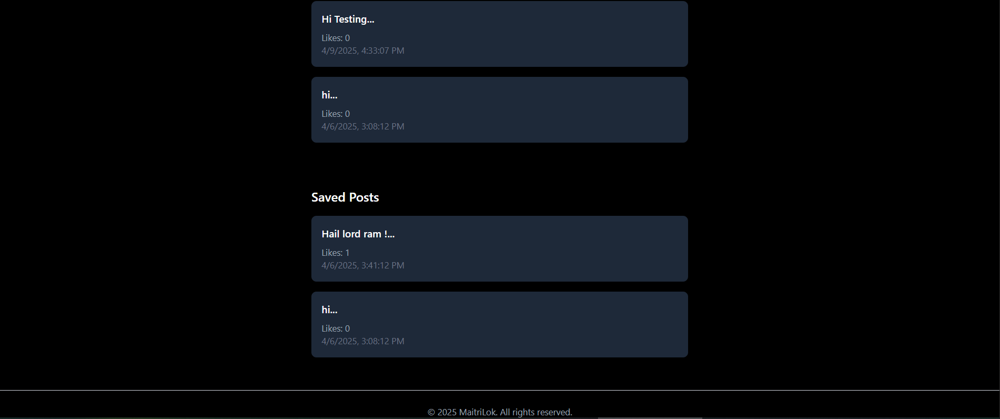 Hi Testing...
Likes: 0
4/9/2025, 4:33:07 PM
hi...
Likes: 0
4/6/2025, 3:08:12 PM
Saved Posts
Hail lord ram !...
Likes: 1
4/6/2025, 3:41:12 PM
hi...
Likes: 0
4/6/2025, 3:08:12 PM
© 2025 MaitriLok. All rights reserved.